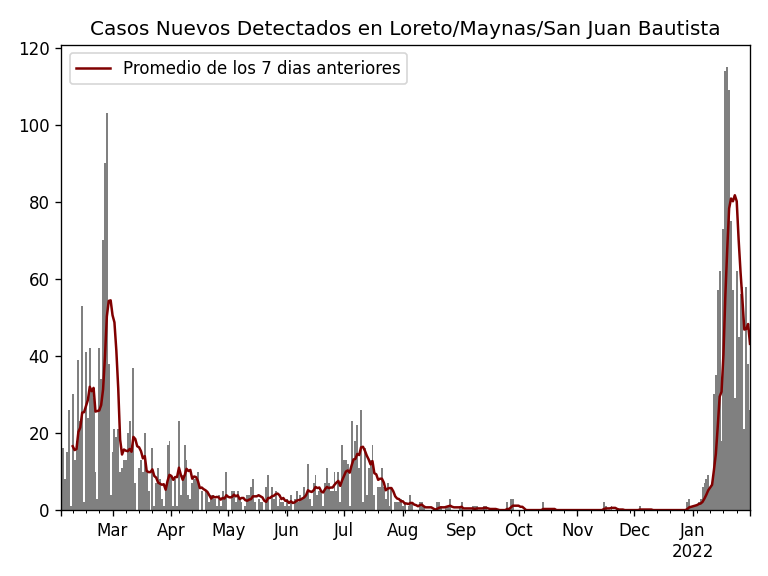 Casos Nuevos Detectados en Loreto/Maynas/San Juan Bautista
Promedio de los 7 dias anteriores
120
100
80
60
40
20
0
Mar Apr May Jun Jul Aug Sep Oct Nov Dec Jan
2022